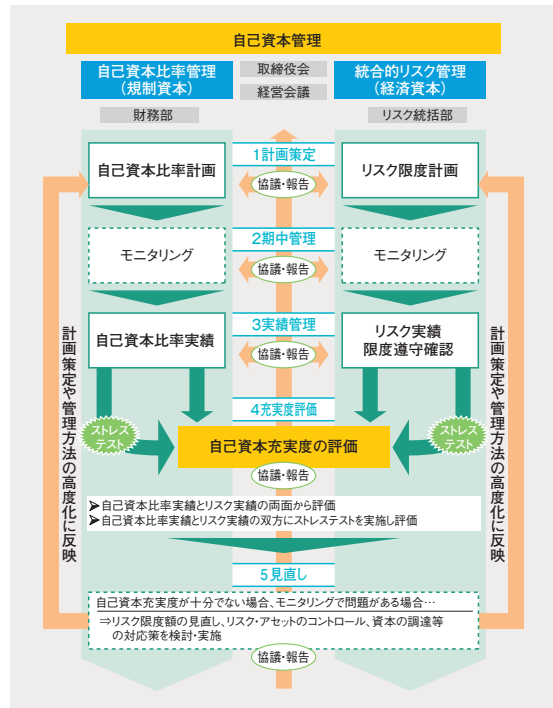 自己資本管理
自己資本比率管理
（規制資本）
取締役会
経営会議
統合的リスク管理
（経済資本）
財務部
リスク統括部
1計画策定
自己資本比率計画
協議・報告
リスク限度計画
2期中管理
モニタリング
協議・報告
モニタリング
3実績管理
自己資本比率実績
協議・報告
リスク実績
限度遵守確認
4充実度評価
ストレス
テスト
自己資本充実度の評価
ストレス
テスト
協議・報告
➤自己資本比率実績とリスク実績の両面から評価
➤自己資本比率実績とリスク実績の双方にストレステストを実施し評価
5見直し
自己資本充実度が十分でない場合、モニタリングで問題がある場合…
⇒リスク限度額の見直し、リスク・アセットのコントロール、資本の調達等
の対応策を検討・実施
協議・報告
計画策定や管理方法の高度化に反映
計画策定や管理方法の高度化に反映